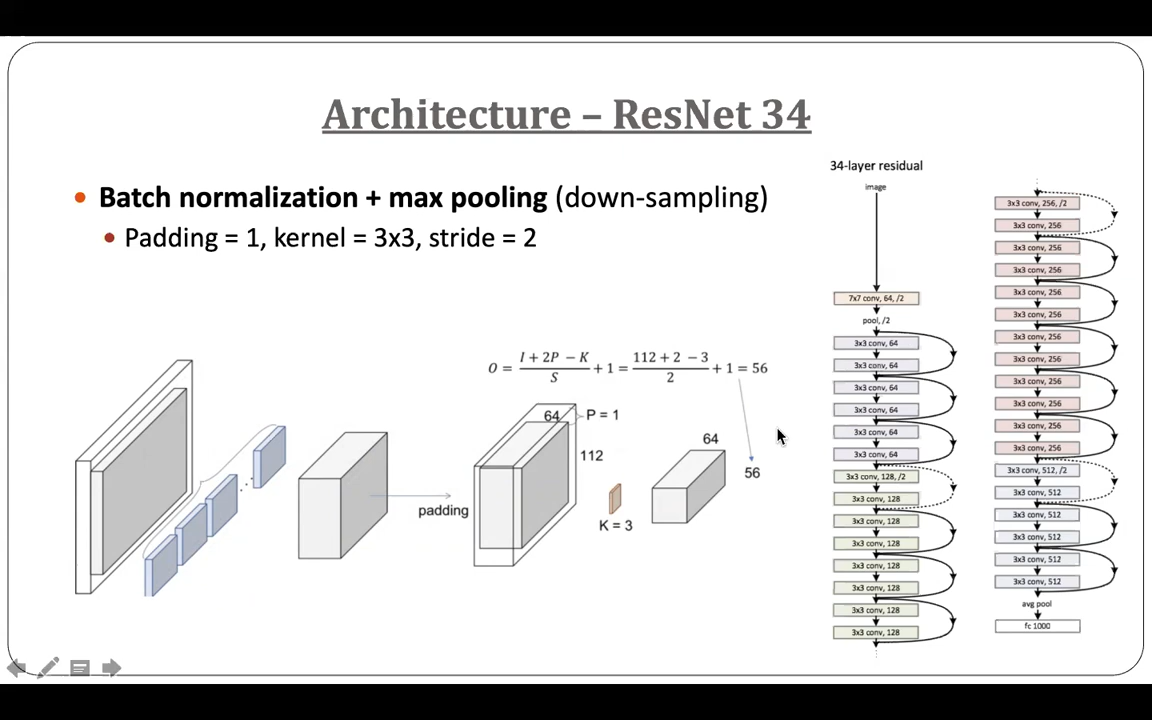 Architecture – ResNet 34
• Batch normalization + max pooling (down-sampling)
• Padding = 1, kernel = 3x3, stride = 2
O = (I + 2P − K)/S + 1 = (112 + 2 − 3)/2 + 1 = 56
64
P = 1
112
padding
K = 3
64
56
34-layer residual
image
7x7 conv, 64, /2
pool, /2
3x3 conv, 64
3x3 conv, 64
3x3 conv, 64
3x3 conv, 64
3x3 conv, 64
3x3 conv, 64
3x3 conv, 128, /2
3x3 conv, 128
3x3 conv, 128
3x3 conv, 128
3x3 conv, 128
3x3 conv, 128
3x3 conv, 128
3x3 conv, 128
3x3 conv, 256, /2
3x3 conv, 256
3x3 conv, 256
3x3 conv, 256
3x3 conv, 256
3x3 conv, 256
3x3 conv, 256
3x3 conv, 256
3x3 conv, 256
3x3 conv, 256
3x3 conv, 256
3x3 conv, 256
3x3 conv, 512, /2
3x3 conv, 512
3x3 conv, 512
3x3 conv, 512
3x3 conv, 512
3x3 conv, 512
avg pool
fc 1000